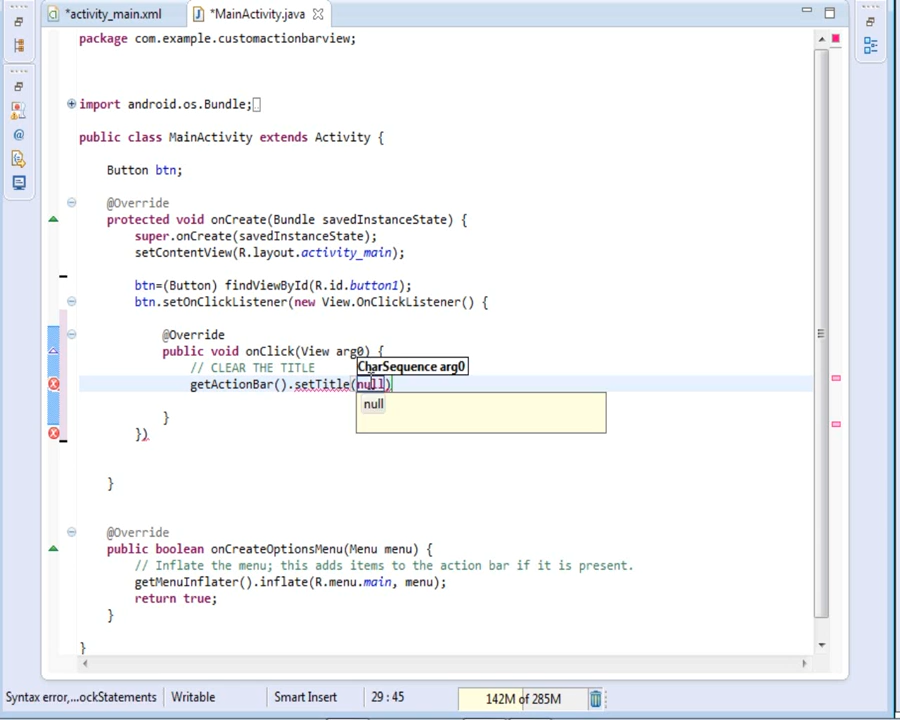 *activity_main.xml *MainActivity.java
package com.example.customactionbarview;
import android.os.Bundle;
public class MainActivity extends Activity {
Button btn;
@Override
protected void onCreate(Bundle savedInstanceState) {
super.onCreate(savedInstanceState);
setContentView(R.layout.activity_main);
btn=(Button) findViewById(R.id.button1);
btn.setOnClickListener(new View.OnClickListener() {
@Override
public void onClick(View arg0) {
// CLEAR THE TITLE
CharSequence arg0
getActionBar().setTitle(null)
null
}
})
}
@Override
public boolean onCreateOptionsMenu(Menu menu) {
// Inflate the menu; this adds items to the action bar if it is present.
getMenuInflater().inflate(R.menu.main, menu);
return true;
}
}
Syntax error,...ockStatements Writable Smart Insert 29 : 45 142M of 285M